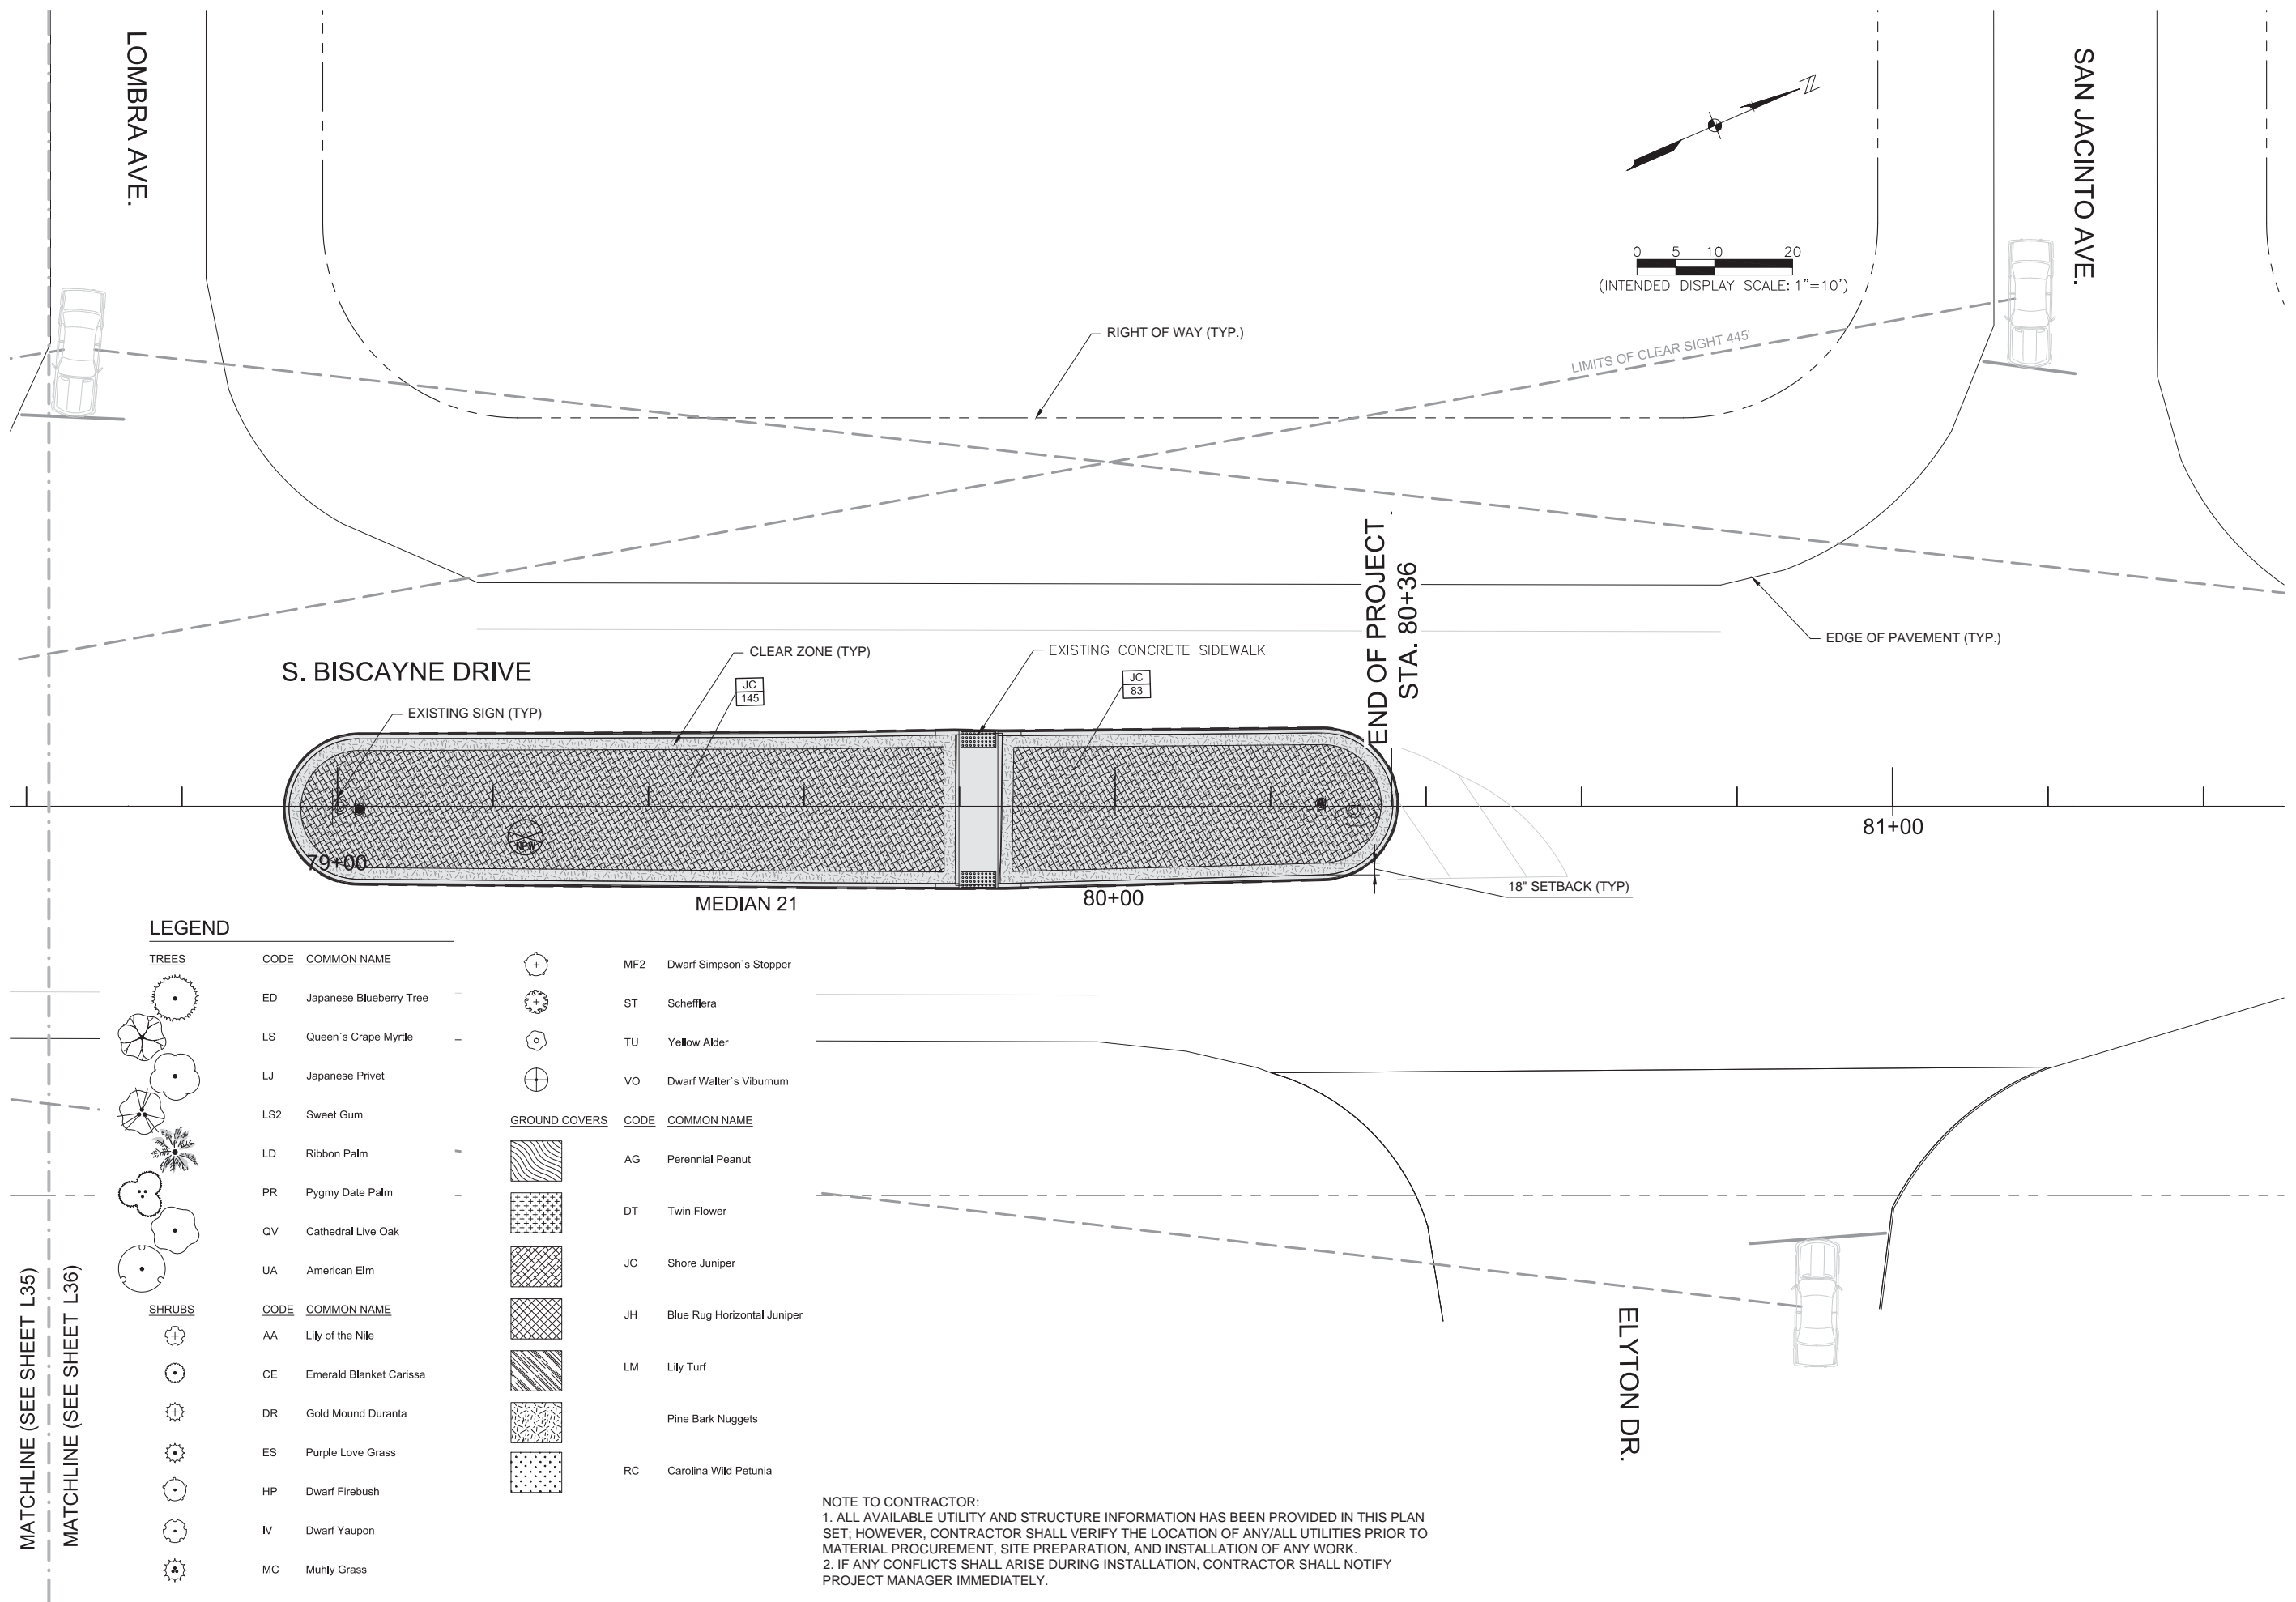 LOMBRA AVE.
SAN JACINTO AVE.
N
0 5 10 20
(INTENDED DISPLAY SCALE: 1"=10')
RIGHT OF WAY (TYP.)
LIMITS OF CLEAR SIGHT 445'
END OF PROJECT
STA. 80+36
EDGE OF PAVEMENT (TYP.)
S. BISCAYNE DRIVE
CLEAR ZONE (TYP)
EXISTING CONCRETE SIDEWALK
JC
145
JC
83
EXISTING SIGN (TYP)
NPW
79+00
81+00
18" SETBACK (TYP)
MEDIAN 21
80+00
LEGEND
TREES CODE COMMON NAME
ED Japanese Blueberry Tree
LS Queen`s Crape Myrtle
LJ Japanese Privet
LS2 Sweet Gum
LD Ribbon Palm
PR Pygmy Date Palm
QV Cathedral Live Oak
UA American Elm
SHRUBS CODE COMMON NAME
AA Lily of the Nile
CE Emerald Blanket Carissa
DR Gold Mound Duranta
ES Purple Love Grass
HP Dwarf Firebush
IV Dwarf Yaupon
MC Muhly Grass
MF2 Dwarf Simpson`s Stopper
ST Schefflera
TU Yellow Alder
VO Dwarf Walter`s Viburnum
GROUND COVERS CODE COMMON NAME
AG Perennial Peanut
DT Twin Flower
JC Shore Juniper
JH Blue Rug Horizontal Juniper
LM Lily Turf
Pine Bark Nuggets
RC Carolina Wild Petunia
MATCHLINE (SEE SHEET L35)
MATCHLINE (SEE SHEET L36)
ELYTON DR.
NOTE TO CONTRACTOR:
1. ALL AVAILABLE UTILITY AND STRUCTURE INFORMATION HAS BEEN PROVIDED IN THIS PLAN
SET; HOWEVER, CONTRACTOR SHALL VERIFY THE LOCATION OF ANY/ALL UTILITIES PRIOR TO
MATERIAL PROCUREMENT, SITE PREPARATION, AND INSTALLATION OF ANY WORK.
2. IF ANY CONFLICTS SHALL ARISE DURING INSTALLATION, CONTRACTOR SHALL NOTIFY
PROJECT MANAGER IMMEDIATELY.